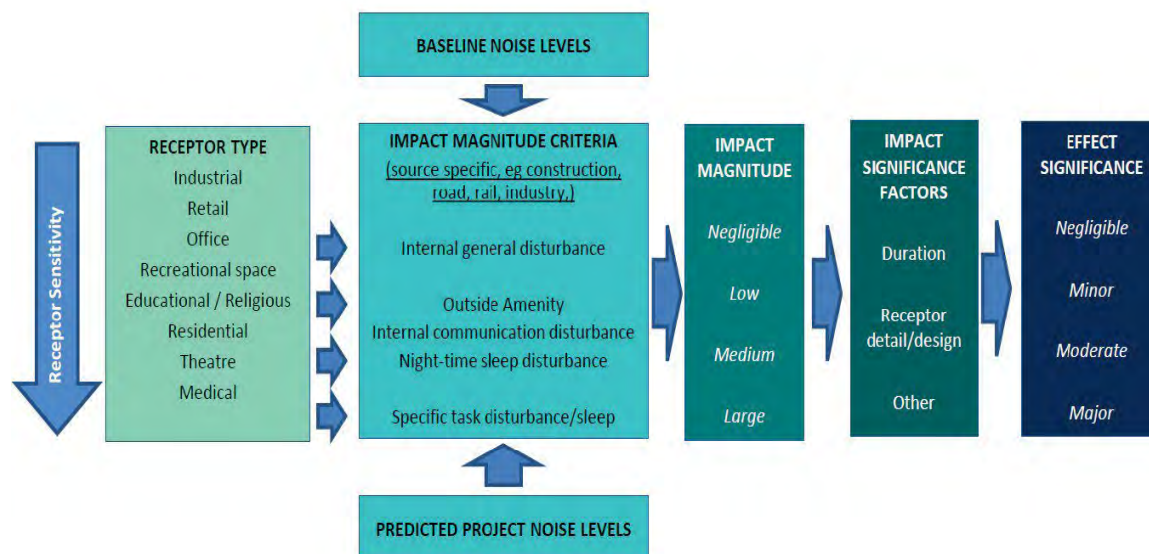 BASELINE NOISE LEVELS
Receptor Sensitivity
RECEPTOR TYPE
Industrial
Retail
Office
Recreational space
Educational / Religious
Residential
Theatre
Medical
IMPACT MAGNITUDE CRITERIA
(source specific, eg construction,
road, rail, industry,)
Internal general disturbance
Outside Amenity
Internal communication disturbance
Night-time sleep disturbance
Specific task disturbance/sleep
IMPACT
MAGNITUDE
Negligible
Low
Medium
Large
IMPACT
SIGNIFICANCE
FACTORS
Duration
Receptor
detail/design
Other
EFFECT
SIGNIFICANCE
Negligible
Minor
Moderate
Major
PREDICTED PROJECT NOISE LEVELS